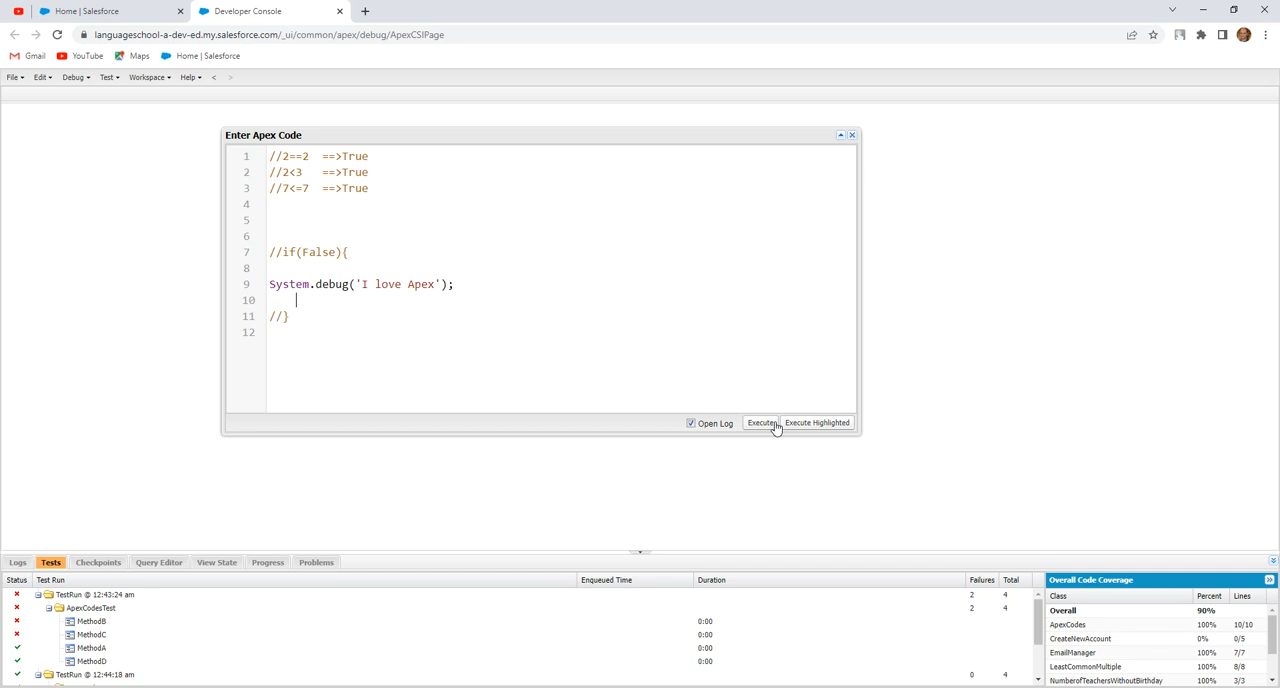 Home | Salesforce
Developer Console
languageschool-a-dev-ed.my.salesforce.com/_ui/common/apex/debug/ApexCSIPage
Gmail YouTube Maps Home | Salesforce
File Edit Debug Test Workspace Help < >
Enter Apex Code
1 //2==2 ==>True
2 //2<3 ==>True
3 //7<=7 ==>True
4
5
6
7 //if(False){
8
9 System.debug('I love Apex');
10
11 //}
12
Open Log Execute Execute Highlighted
Logs Tests Checkpoints Query Editor View State Progress Problems
Status Test Run Enqueued Time Duration Failures Total
TestRun @ 12:43:24 am 2 4
ApexCodesTest 2 4
MethodB 0:00
MethodC 0:00
MethodA 0:00
MethodD 0:00
TestRun @ 12:44:18 am 0 4
Overall Code Coverage
Class Percent Lines
Overall 90%
ApexCodes 100% 10/10
CreateNewAccount 0% 0/5
EmailManager 100% 7/7
LeastCommonMultiple 100% 8/8
NumberofTeachersWithoutBirthday 100% 3/3